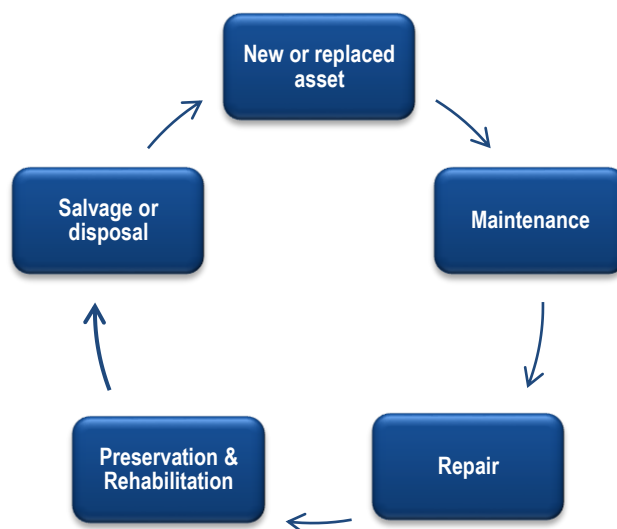 New or replaced
asset
Maintenance
Repair
Preservation &
Rehabilitation
Salvage or
disposal